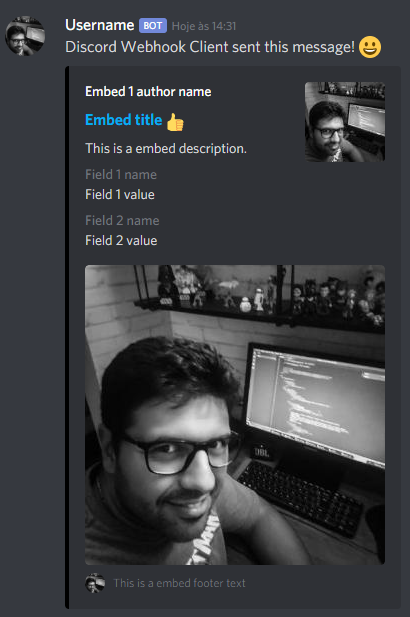 Username BOT Hoje às 14:31
Discord Webhook Client sent this message! 😀
Embed 1 author name
Embed title 👍
This is a embed description.
Field 1 name
Field 1 value
Field 2 name
Field 2 value
JBL
This is a embed footer text